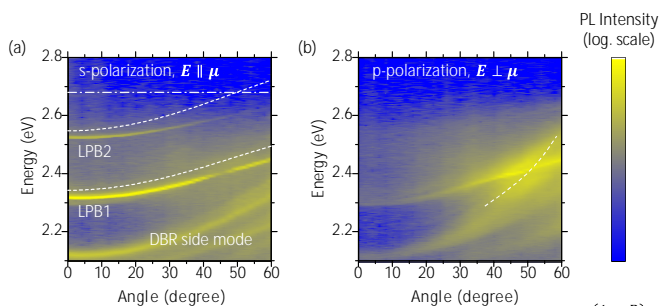 PL Intensity
(log. scale)
(a)
(b)
2.8
2.6
2.4
2.2
Energy (eV)
s-polarization, E ∥ μ
LPB2
LPB1
DBR side mode
0 10 20 30 40 50 60
Angle (degree)
2.8
2.6
2.4
2.2
Energy (eV)
p-polarization, E ⊥ μ
0 10 20 30 40 50 60
Angle (degree)